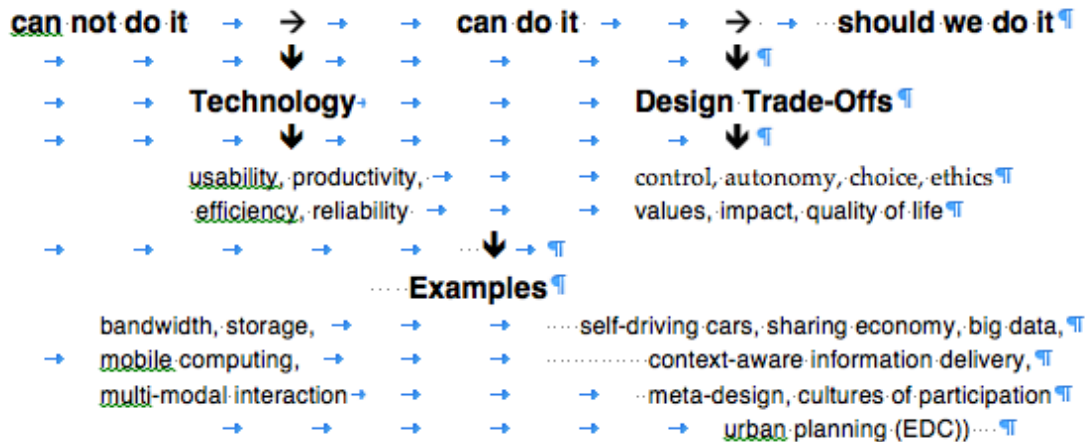 can not do it → can do it → should we do it
↓ ↓
Technology Design Trade-Offs
↓ ↓
usability, productivity, control, autonomy, choice, ethics
efficiency, reliability values, impact, quality of life
↓
Examples
bandwidth, storage, self-driving cars, sharing economy, big data,
mobile computing, context-aware information delivery,
multi-modal interaction meta-design, cultures of participation
urban planning (EDC))